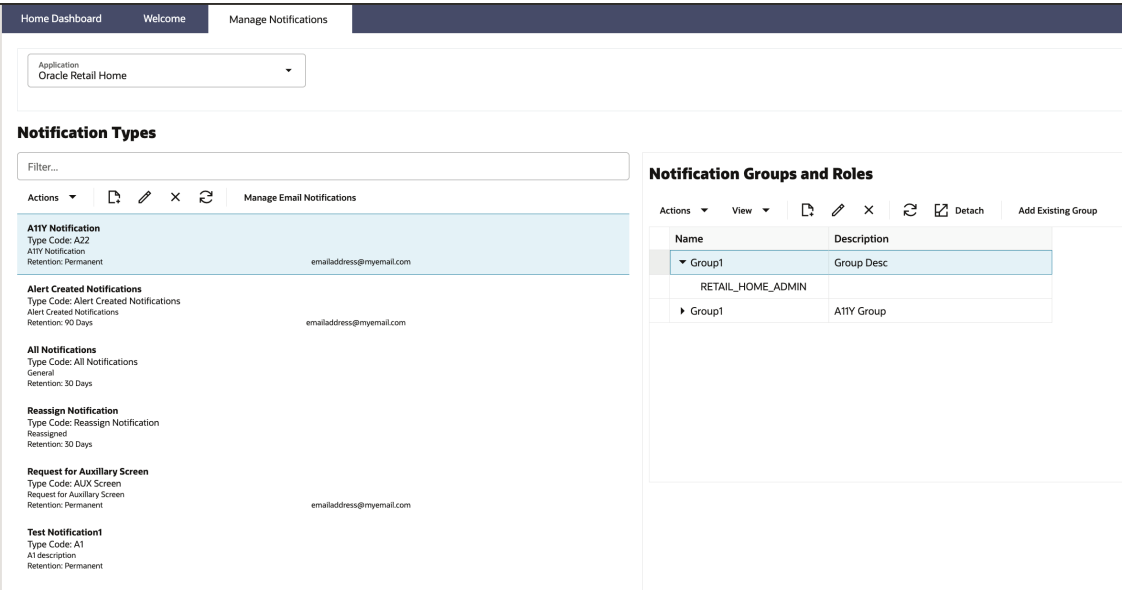 Home Dashboard Welcome Manage Notifications
Application
Oracle Retail Home
Notification Types
Filter...
Actions Manage Email Notifications
A11Y Notification
Type Code: A22
A11Y Notification
Retention: Permanent emailaddress@myemail.com
Alert Created Notifications
Type Code: Alert Created Notifications
Alert Created Notifications
Retention: 90 Days emailaddress@myemail.com
All Notifications
Type Code: All Notifications
General
Retention: 30 Days
Reassign Notification
Type Code: Reassign Notification
Reassigned
Retention: 30 Days
Request for Auxillary Screen
Type Code: AUX Screen
Request for Auxillary Screen
Retention: Permanent emailaddress@myemail.com
Test Notification1
Type Code: A1
A1 description
Retention: Permanent
Notification Groups and Roles
Actions View Detach Add Existing Group
Name Description
Group1 Group Desc
RETAIL_HOME_ADMIN
Group1 A11Y Group